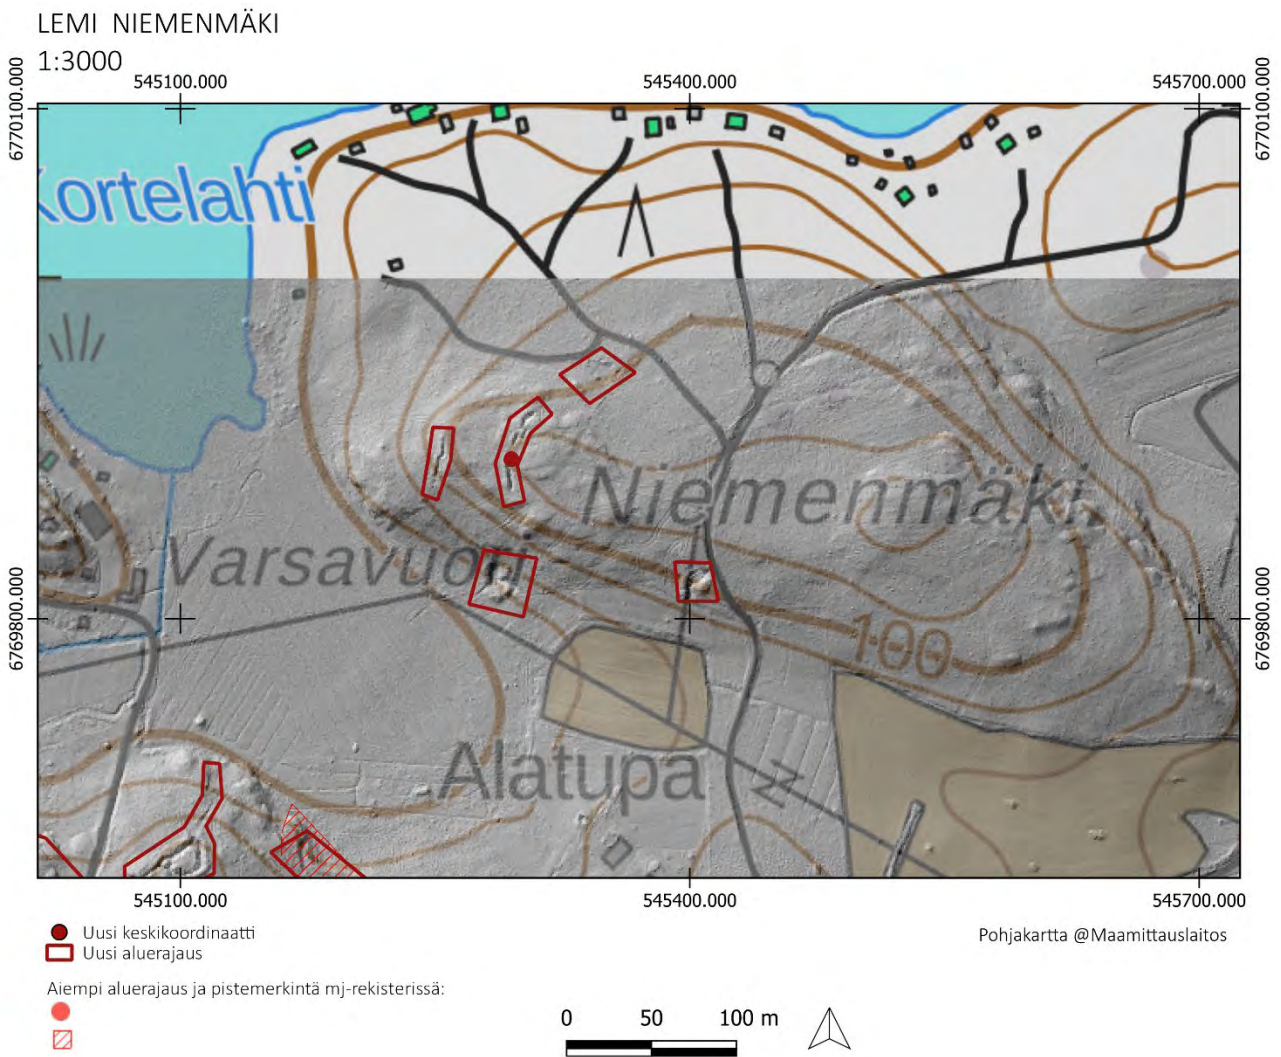 LEMI NIEMENMÄKI
1:3000
545100.000
545400.000
545700.000
6770100.000
6770100.000
Kortelahti
Niemenmäki
Varsavuori
6769800.000
6769800.000
100
Alatupa
545100.000
545400.000
545700.000
Uusi keskikoordinaatti
Uusi aluerajaus
Pohjakartta @Maamittauslaitos
Aiempi aluerajaus ja pistemerkintä mj-rekisterissä:
0 50 100 m